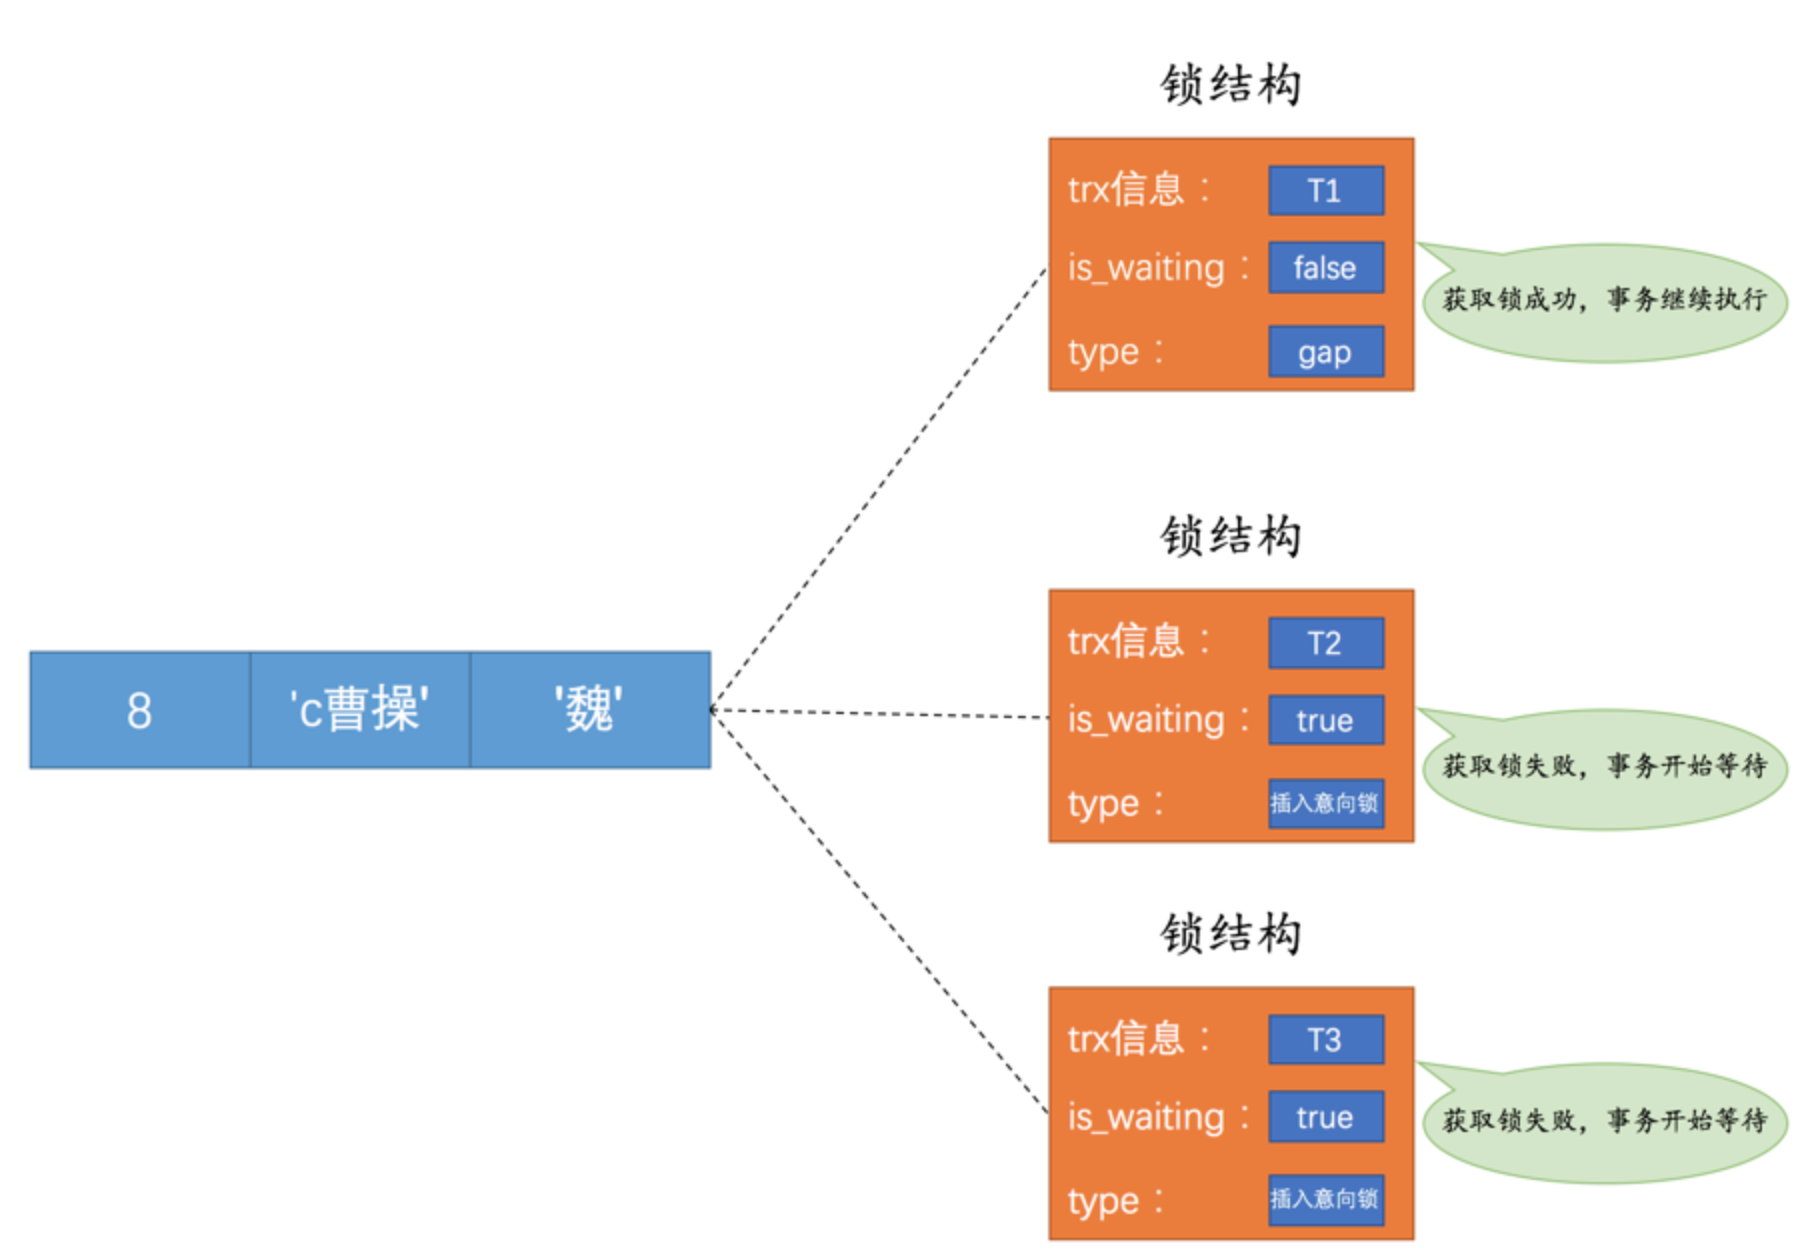 锁结构
trx信息： T1
is_waiting： false
type： gap
获取锁成功，事务继续执行
锁结构
trx信息： T2
is_waiting： true
type： 插入意向锁
获取锁失败，事务开始等待
8 'c曹操' '魏'
锁结构
trx信息： T3
is_waiting： true
type： 插入意向锁
获取锁失败，事务开始等待